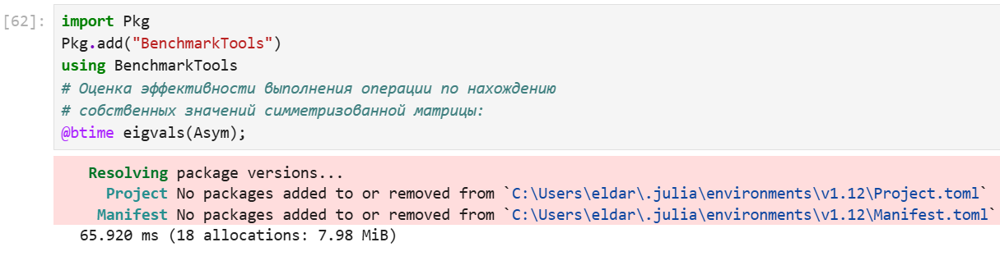 [62]: import Pkg
Pkg.add("BenchmarkTools")
using BenchmarkTools
# Оценка эффективности выполнения операции по нахождению
# собственных значений симметризованной матрицы:
@btime eigvals(Asym);
Resolving package versions...
Project No packages added to or removed from `C:\Users\eldar\.julia\environments\v1.12\Project.toml`
Manifest No packages added to or removed from `C:\Users\eldar\.julia\environments\v1.12\Manifest.toml`
65.920 ms (18 allocations: 7.98 MiB)